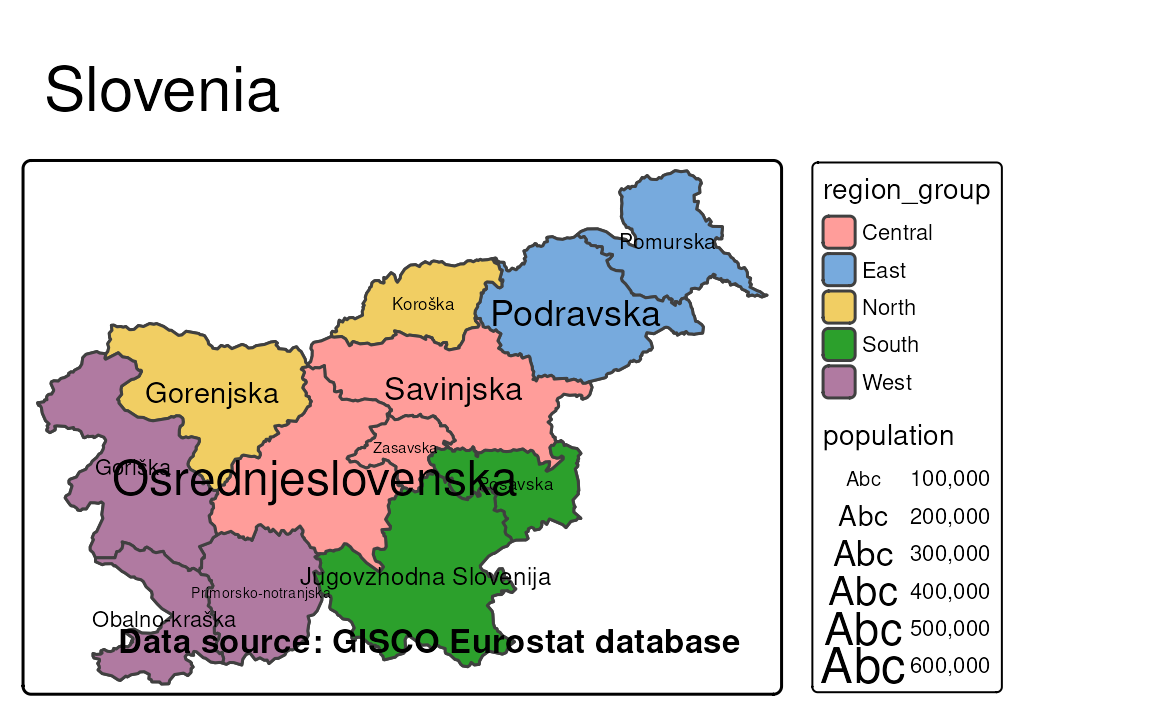 Slovenia
Pomurska
Koroška
Podravska
Gorenjska
Savinjska
Zasavska
Goriška
Osrednjeslovenska
Posavska
Jugovzhodna Slovenija
Primorsko-notranjska
Obalno-kraška
Data source: GISCO Eurostat database
region_group
Central
East
North
South
West
population
Abc 100,000
Abc 200,000
Abc 300,000
Abc 400,000
Abc 500,000
Abc 600,000